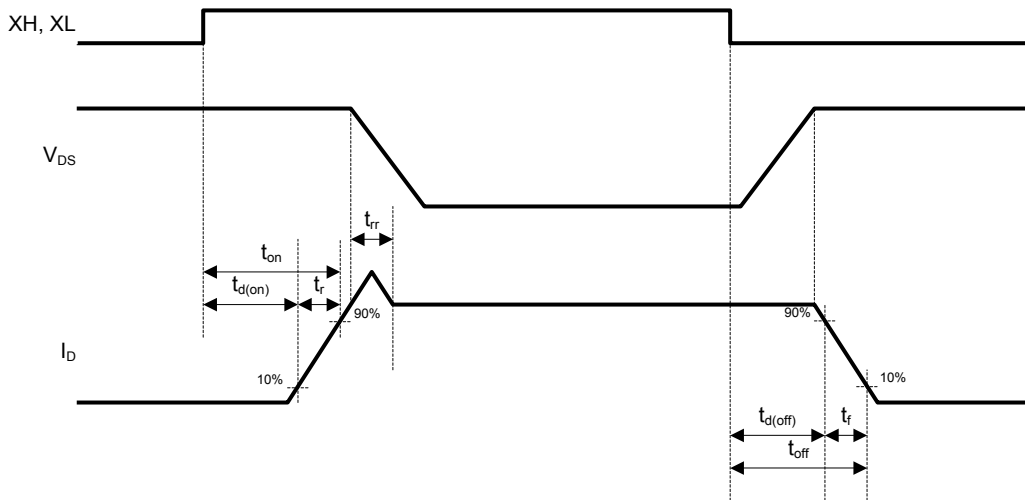 XH, XL
V_DS
t_rr
t_on
t_d(on) t_r
90% 90%
I_D
10% 10%
t_d(off) t_f
t_off